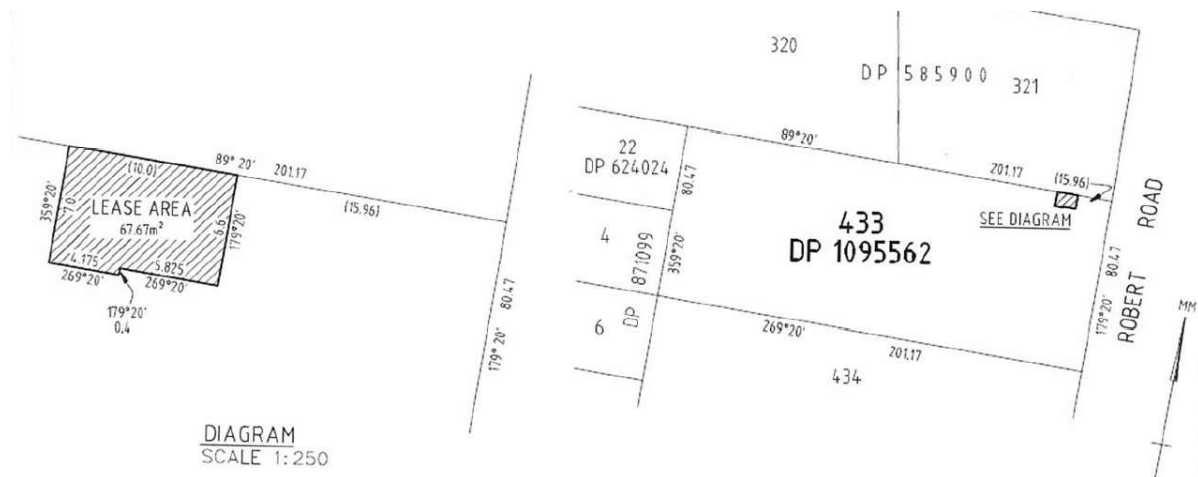 89° 20'
201.17
(10.0)
(15.96)
LEASE AREA
67.67m²
359°20'
7.0
6.6
179°20'
4.175
5.825
269°20'
269°20'
179°20'
0.4
80.47
179° 20'
DIAGRAM
SCALE 1:250
320
DP 585900
321
22
DP 624024
89°20'
80.47
201.17
(15.96)
SEE DIAGRAM
433
DP 1095562
4
6
DP 871099
359°20'
269°20'
201.17
434
ROBERT ROAD
80.47
179°20'
MM